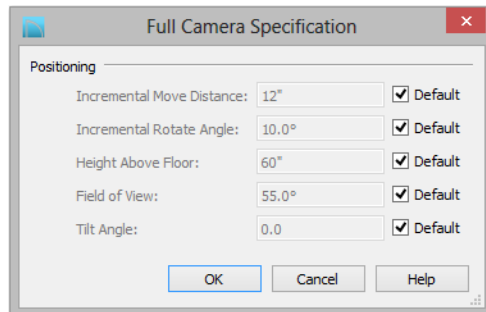 Full Camera Specification
Positioning
Incremental Move Distance: 12" Default
Incremental Rotate Angle: 10.0° Default
Height Above Floor: 60" Default
Field of View: 55.0° Default
Tilt Angle: 0.0 Default
OK Cancel Help